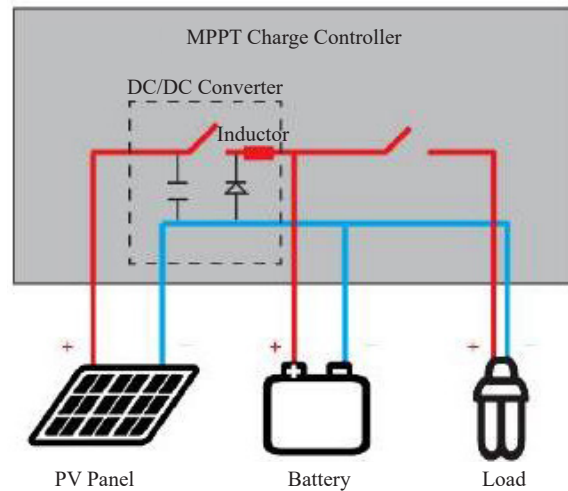 MPPT Charge Controller
DC/DC Converter
Inductor
+ − + − + −
PV Panel Battery Load